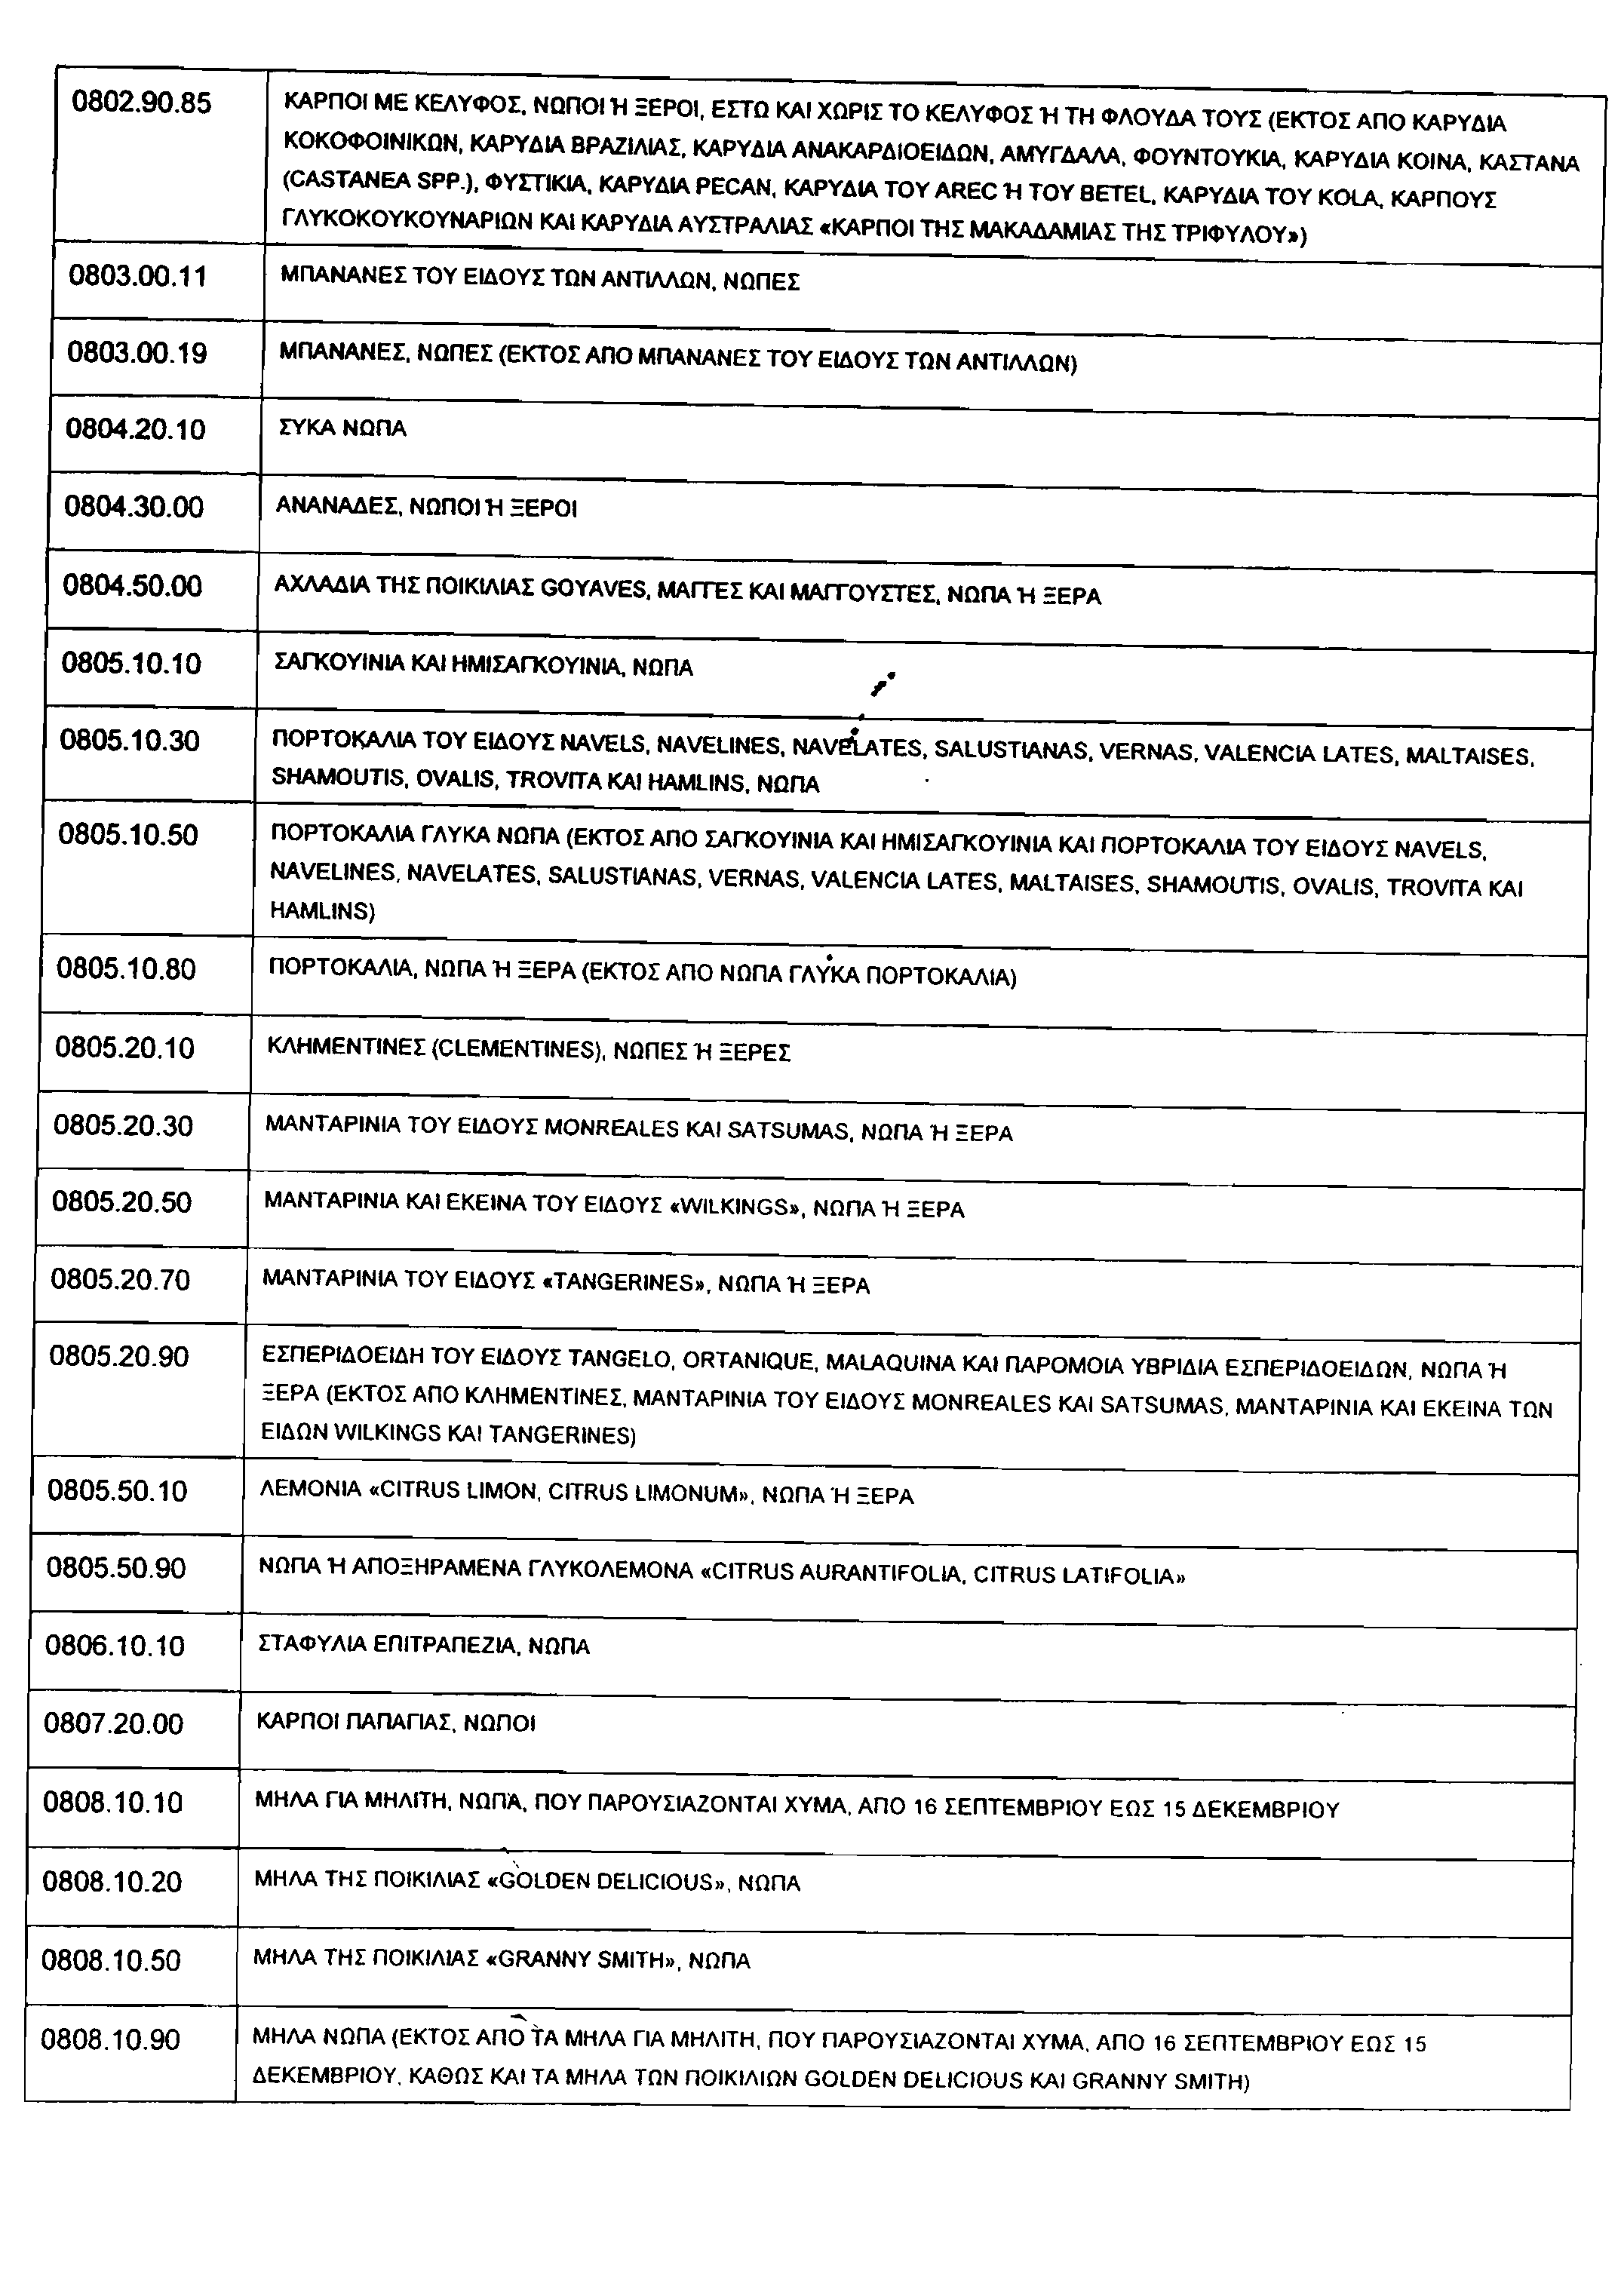 0802.90.85 ΚΑΡΠΟΙ ΜΕ ΚΕΛΥΦΟΣ, ΝΩΠΟΙ Ή ΞΕΡΟΙ, ΕΣΤΩ ΚΑΙ ΧΩΡΙΣ ΤΟ ΚΕΛΥΦΟΣ Ή ΤΗ ΦΛΟΥΔΑ ΤΟΥΣ (ΕΚΤΟΣ ΑΠΟ ΚΑΡΥΔΙΑ
ΚΟΚΟΦΟΙΝΙΚΩΝ, ΚΑΡΥΔΙΑ ΒΡΑΖΙΛΙΑΣ, ΚΑΡΥΔΙΑ ΑΝΑΚΑΡΔΙΟΕΙΔΩΝ, ΑΜΥΓΔΑΛΑ, ΦΟΥΝΤΟΥΚΙΑ, ΚΑΡΥΔΙΑ ΚΟΙΝΑ, ΚΑΣΤΑΝΑ
(CASTANEA SPP.), ΦΥΣΤΙΚΙΑ, ΚΑΡΥΔΙΑ PECAN, ΚΑΡΥΔΙΑ ΤΟΥ AREC Ή ΤΟΥ BETEL, ΚΑΡΥΔΙΑ ΤΟΥ KOLA, ΚΑΡΠΟΥΣ
ΓΛΥΚΟΚΟΥΚΟΥΝΑΡΙΩΝ ΚΑΙ ΚΑΡΥΔΙΑ ΑΥΣΤΡΑΛΙΑΣ «ΚΑΡΠΟΙ ΤΗΣ ΜΑΚΑΔΑΜΙΑΣ ΤΗΣ ΤΡΙΦΥΛΟΥ»)
0803.00.11 ΜΠΑΝΑΝΕΣ ΤΟΥ ΕΙΔΟΥΣ ΤΩΝ ΑΝΤΙΛΛΩΝ, ΝΩΠΕΣ
0803.00.19 ΜΠΑΝΑΝΕΣ, ΝΩΠΕΣ (ΕΚΤΟΣ ΑΠΟ ΜΠΑΝΑΝΕΣ ΤΟΥ ΕΙΔΟΥΣ ΤΩΝ ΑΝΤΙΛΛΩΝ)
0804.20.10 ΣΥΚΑ ΝΩΠΑ
0804.30.00 ΑΝΑΝΑΔΕΣ, ΝΩΠΟΙ Ή ΞΕΡΟΙ
0804.50.00 ΑΧΛΑΔΙΑ ΤΗΣ ΠΟΙΚΙΛΙΑΣ GOYAVES, ΜΑΓΓΕΣ ΚΑΙ ΜΑΓΓΟΥΣΤΕΣ, ΝΩΠΑ Ή ΞΕΡΑ
0805.10.10 ΣΑΓΚΟΥΙΝΙΑ ΚΑΙ ΗΜΙΣΑΓΚΟΥΙΝΙΑ, ΝΩΠΑ
0805.10.30 ΠΟΡΤΟΚΑΛΙΑ ΤΟΥ ΕΙΔΟΥΣ NAVELS, NAVELINES, NAVELATES, SALUSTIANAS, VERNAS, VALENCIA LATES, MALTAISES,
SHAMOUTIS, OVALIS, TROVITA ΚΑΙ HAMLINS, ΝΩΠΑ
0805.10.50 ΠΟΡΤΟΚΑΛΙΑ ΓΛΥΚΑ ΝΩΠΑ (ΕΚΤΟΣ ΑΠΟ ΣΑΓΚΟΥΙΝΙΑ ΚΑΙ ΗΜΙΣΑΓΚΟΥΙΝΙΑ ΚΑΙ ΠΟΡΤΟΚΑΛΙΑ ΤΟΥ ΕΙΔΟΥΣ NAVELS,
NAVELINES, NAVELATES, SALUSTIANAS, VERNAS, VALENCIA LATES, MALTAISES, SHAMOUTIS, OVALIS, TROVITA ΚΑΙ
HAMLINS)
0805.10.80 ΠΟΡΤΟΚΑΛΙΑ, ΝΩΠΑ Ή ΞΕΡΑ (ΕΚΤΟΣ ΑΠΟ ΝΩΠΑ ΓΛΥΚΑ ΠΟΡΤΟΚΑΛΙΑ)
0805.20.10 ΚΛΗΜΕΝΤΙΝΕΣ (CLEMENTINES), ΝΩΠΕΣ Ή ΞΕΡΕΣ
0805.20.30 ΜΑΝΤΑΡΙΝΙΑ ΤΟΥ ΕΙΔΟΥΣ MONREALES ΚΑΙ SATSUMAS, ΝΩΠΑ Ή ΞΕΡΑ
0805.20.50 ΜΑΝΤΑΡΙΝΙΑ ΚΑΙ ΕΚΕΙΝΑ ΤΟΥ ΕΙΔΟΥΣ «WILKINGS», ΝΩΠΑ Ή ΞΕΡΑ
0805.20.70 ΜΑΝΤΑΡΙΝΙΑ ΤΟΥ ΕΙΔΟΥΣ «TANGERINES», ΝΩΠΑ Ή ΞΕΡΑ
0805.20.90 ΕΣΠΕΡΙΔΟΕΙΔΗ ΤΟΥ ΕΙΔΟΥΣ TANGELO, ORTANIQUE, MALAQUINA ΚΑΙ ΠΑΡΟΜΟΙΑ ΥΒΡΙΔΙΑ ΕΣΠΕΡΙΔΟΕΙΔΩΝ, ΝΩΠΑ Ή
ΞΕΡΑ (ΕΚΤΟΣ ΑΠΟ ΚΛΗΜΕΝΤΙΝΕΣ, ΜΑΝΤΑΡΙΝΙΑ ΤΟΥ ΕΙΔΟΥΣ MONREALES ΚΑΙ SATSUMAS, ΜΑΝΤΑΡΙΝΙΑ ΚΑΙ ΕΚΕΙΝΑ ΤΩΝ
ΕΙΔΩΝ WILKINGS ΚΑΙ TANGERINES)
0805.50.10 ΛΕΜΟΝΙΑ «CITRUS LIMON, CITRUS LIMONUM», ΝΩΠΑ Ή ΞΕΡΑ
0805.50.90 ΝΩΠΑ Ή ΑΠΟΞΗΡΑΜΕΝΑ ΓΛΥΚΟΛΕΜΟΝΑ «CITRUS AURANTIFOLIA, CITRUS LATIFOLIA»
0806.10.10 ΣΤΑΦΥΛΙΑ ΕΠΙΤΡΑΠΕΖΙΑ, ΝΩΠΑ
0807.20.00 ΚΑΡΠΟΙ ΠΑΠΑΓΙΑΣ, ΝΩΠΟΙ
0808.10.10 ΜΗΛΑ ΓΙΑ ΜΗΛΙΤΗ, ΝΩΠΑ, ΠΟΥ ΠΑΡΟΥΣΙΑΖΟΝΤΑΙ ΧΥΜΑ, ΑΠΟ 16 ΣΕΠΤΕΜΒΡΙΟΥ ΕΩΣ 15 ΔΕΚΕΜΒΡΙΟΥ
0808.10.20 ΜΗΛΑ ΤΗΣ ΠΟΙΚΙΛΙΑΣ «GOLDEN DELICIOUS», ΝΩΠΑ
0808.10.50 ΜΗΛΑ ΤΗΣ ΠΟΙΚΙΛΙΑΣ «GRANNY SMITH», ΝΩΠΑ
0808.10.90 ΜΗΛΑ ΝΩΠΑ (ΕΚΤΟΣ ΑΠΟ ΤΑ ΜΗΛΑ ΓΙΑ ΜΗΛΙΤΗ, ΠΟΥ ΠΑΡΟΥΣΙΑΖΟΝΤΑΙ ΧΥΜΑ, ΑΠΟ 16 ΣΕΠΤΕΜΒΡΙΟΥ ΕΩΣ 15
ΔΕΚΕΜΒΡΙΟΥ, ΚΑΘΩΣ ΚΑΙ ΤΑ ΜΗΛΑ ΤΩΝ ΠΟΙΚΙΛΙΩΝ GOLDEN DELICIOUS ΚΑΙ GRANNY SMITH)